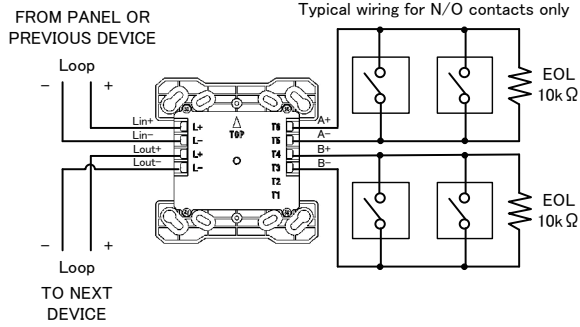 FROM PANEL OR
PREVIOUS DEVICE
Loop
− +
Typical wiring for N/O contacts only
Lin+
Lin−
Lout+
Lout−
L+
L−
L+
L−
TOP
T6
T5
T4
T3
T2
T1
A+
A−
B+
B−
EOL
10kΩ
EOL
10kΩ
− +
Loop
TO NEXT
DEVICE